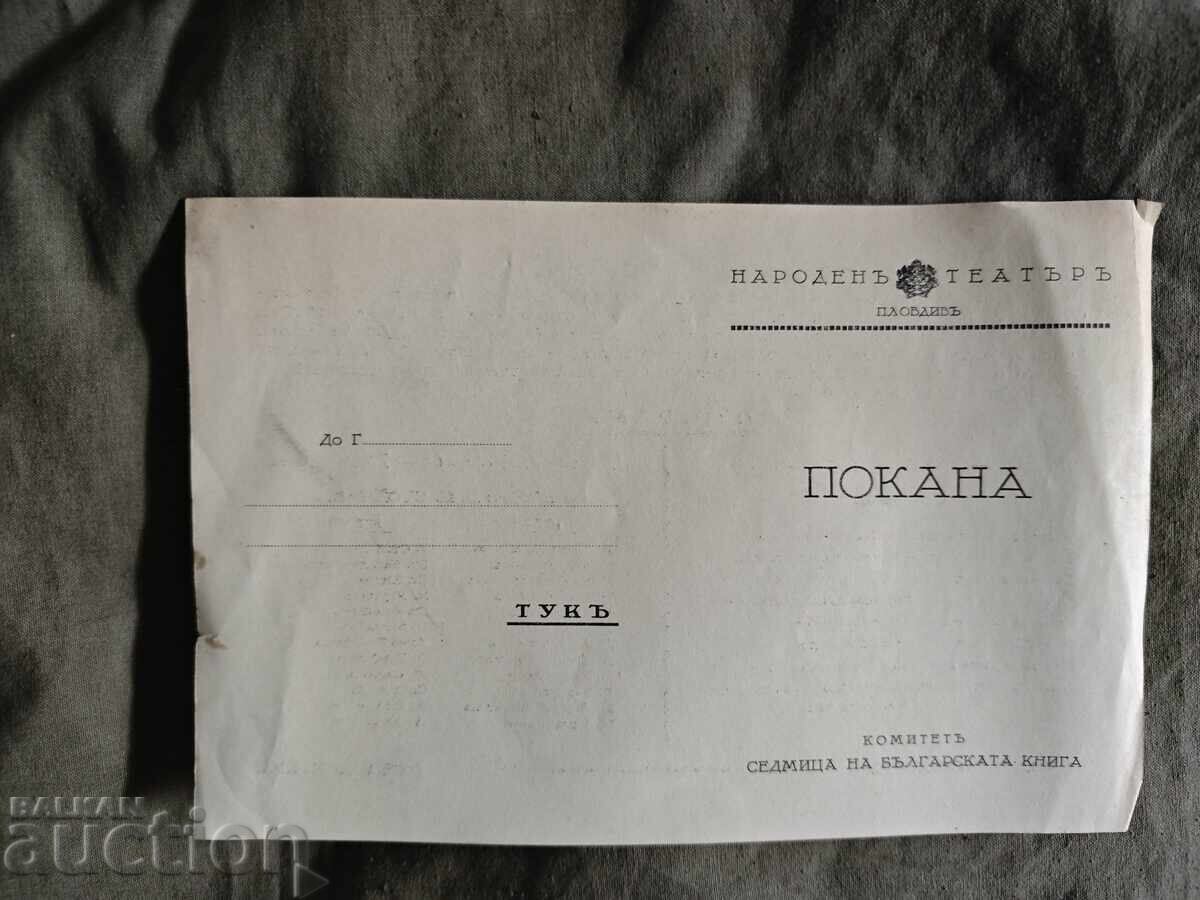 НАРОДЕНЪ ТЕАТЪРЪ
ПЛОВДИВЪ
До Г.
ПОКАНА
ТУКЪ
КОМИТЕТЪ
СЕДМИЦА НА БЪЛГАРСКАТА КНИГА
BALKAN
auction